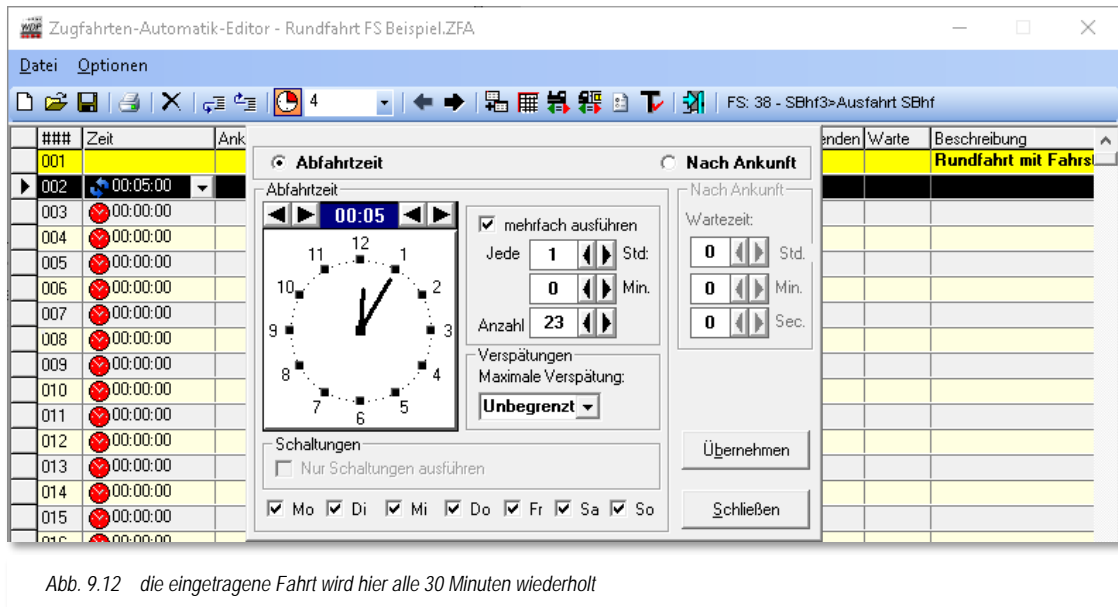 WDP Zugfahrten-Automatik-Editor - Rundfahrt FS Beispiel.ZFA
Datei Optionen
4 FS: 38 - SBhf3>Ausfahrt SBhf
### Zeit Ank enden Warte Beschreibung
001 Rundfahrt mit Fahrs
002 00:05:00
003 00:00:00
004 00:00:00
005 00:00:00
006 00:00:00
007 00:00:00
008 00:00:00
009 00:00:00
010 00:00:00
011 00:00:00
012 00:00:00
013 00:00:00
014 00:00:00
015 00:00:00
016 00:00:00
Abfahrtzeit Nach Ankunft
Abfahrtzeit
00:05
12 1 2 3 4 5 6 7 8 9 10 11
mehrfach ausführen
Jede 1 Std:
0 Min.
Anzahl 23
Verspätungen
Maximale Verspätung:
Unbegrenzt
Nach Ankunft
Wartezeit:
0 Std.
0 Min.
0 Sec.
Schaltungen
Nur Schaltungen ausführen
Mo Di Mi Do Fr Sa So
Übernehmen
Schließen
Abb. 9.12 die eingetragene Fahrt wird hier alle 30 Minuten wiederholt